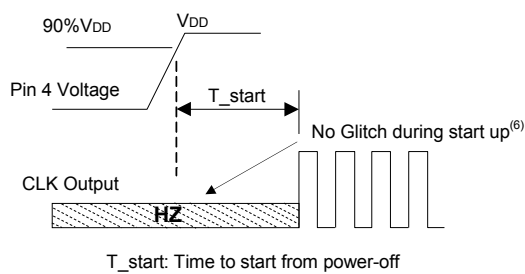 90%VDD
VDD
Pin 4 Voltage
T_start
No Glitch during start up(6)
CLK Output
HZ
T_start: Time to start from power-off